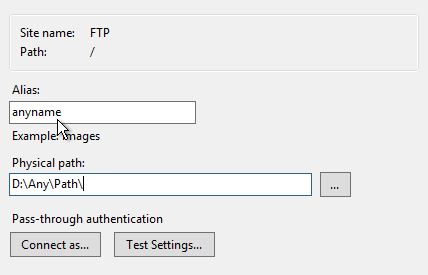 Site name: FTP
Path: /
Alias:
anyname
Example: images
Physical path:
D:\Any\Path\
...
Pass-through authentication
Connect as... Test Settings...